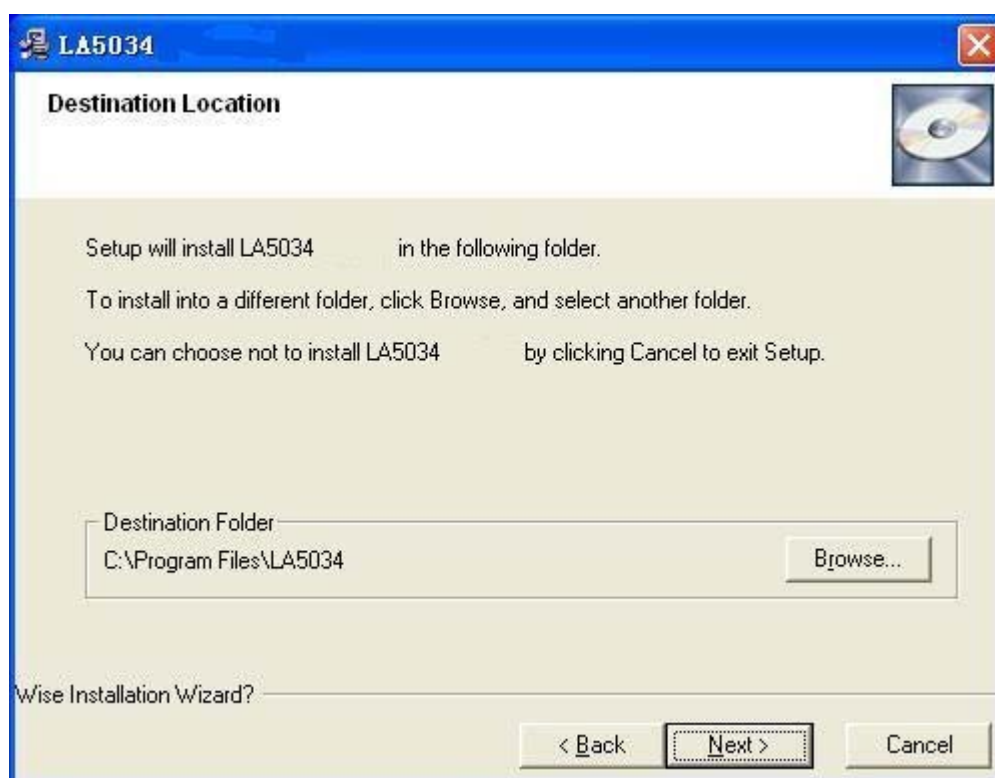 LA5034
Destination Location
Setup will install LA5034 in the following folder.
To install into a different folder, click Browse, and select another folder.
You can choose not to install LA5034 by clicking Cancel to exit Setup.
Destination Folder
C:\Program Files\LA5034
Browse...
Wise Installation Wizard?
< Back
Next >
Cancel